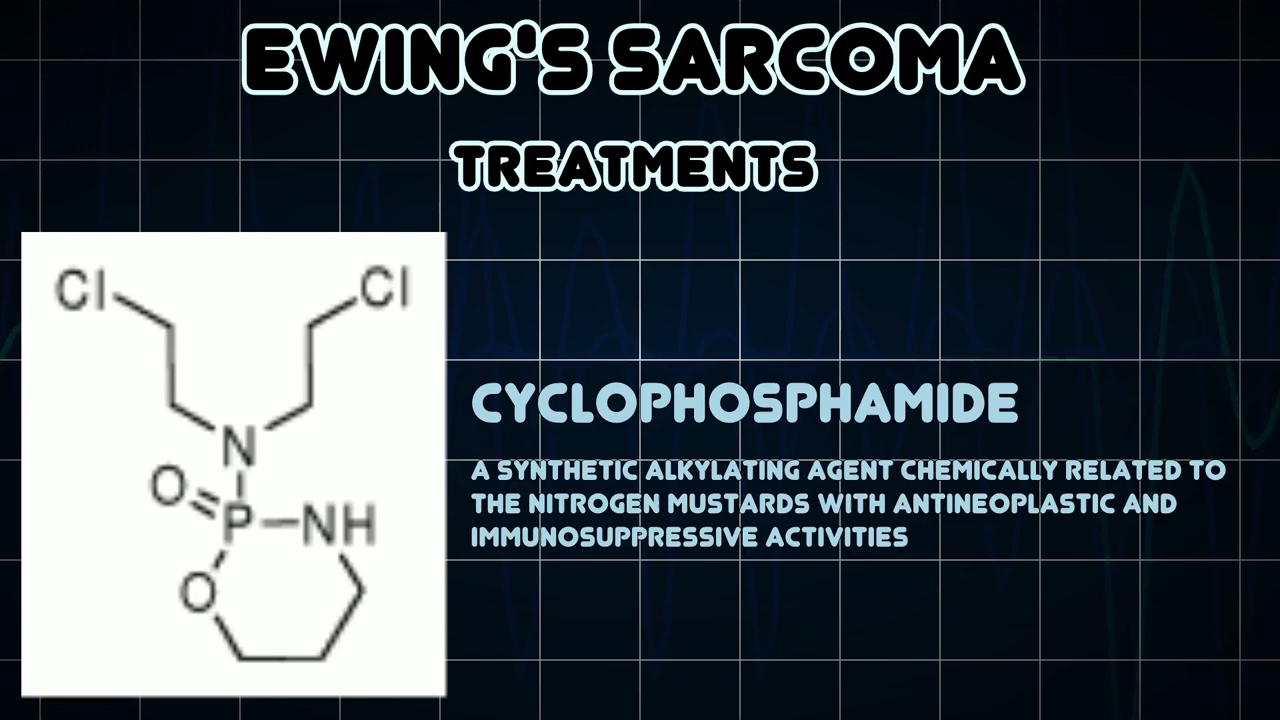 EWING'S SARCOMA
TREATMENTS
Cl
Cl
N
O
P
NH
O
CYCLOPHOSPHAMIDE
A SYNTHETIC ALKYLATING AGENT CHEMICALLY RELATED TO
THE NITROGEN MUSTARDS WITH ANTINEOPLASTIC AND
IMMUNOSUPPRESSIVE ACTIVITIES